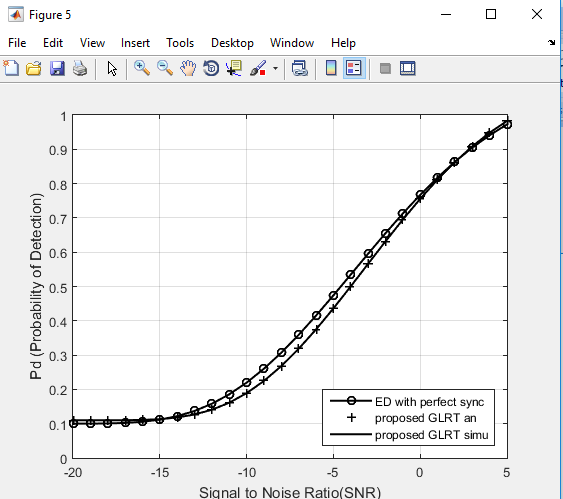 Figure 5
File Edit View Insert Tools Desktop Window Help
1
0.9
0.8
0.7
0.6
0.5
0.4
0.3
0.2
0.1
0
Pd (Probability of Detection)
ED with perfect sync
proposed GLRT an
proposed GLRT simu
-20 -15 -10 -5 0 5
Signal to Noise Ratio(SNR)